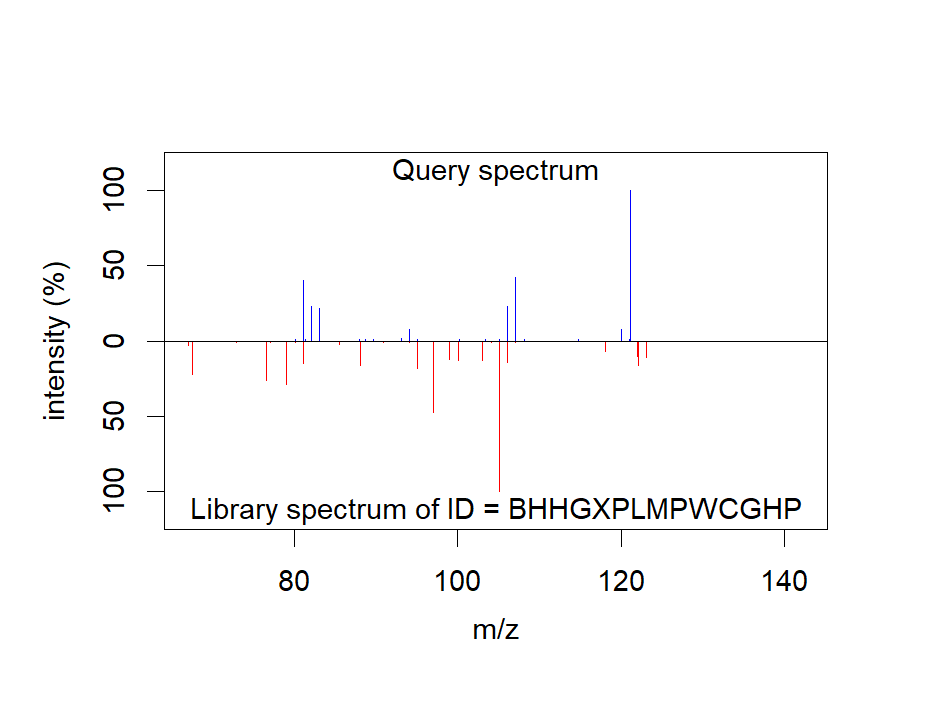 Query spectrum
100
50
0
50
100
intensity (%)
Library spectrum of ID = BHHGXPLMPWCGHP
80
100
120
140
m/z